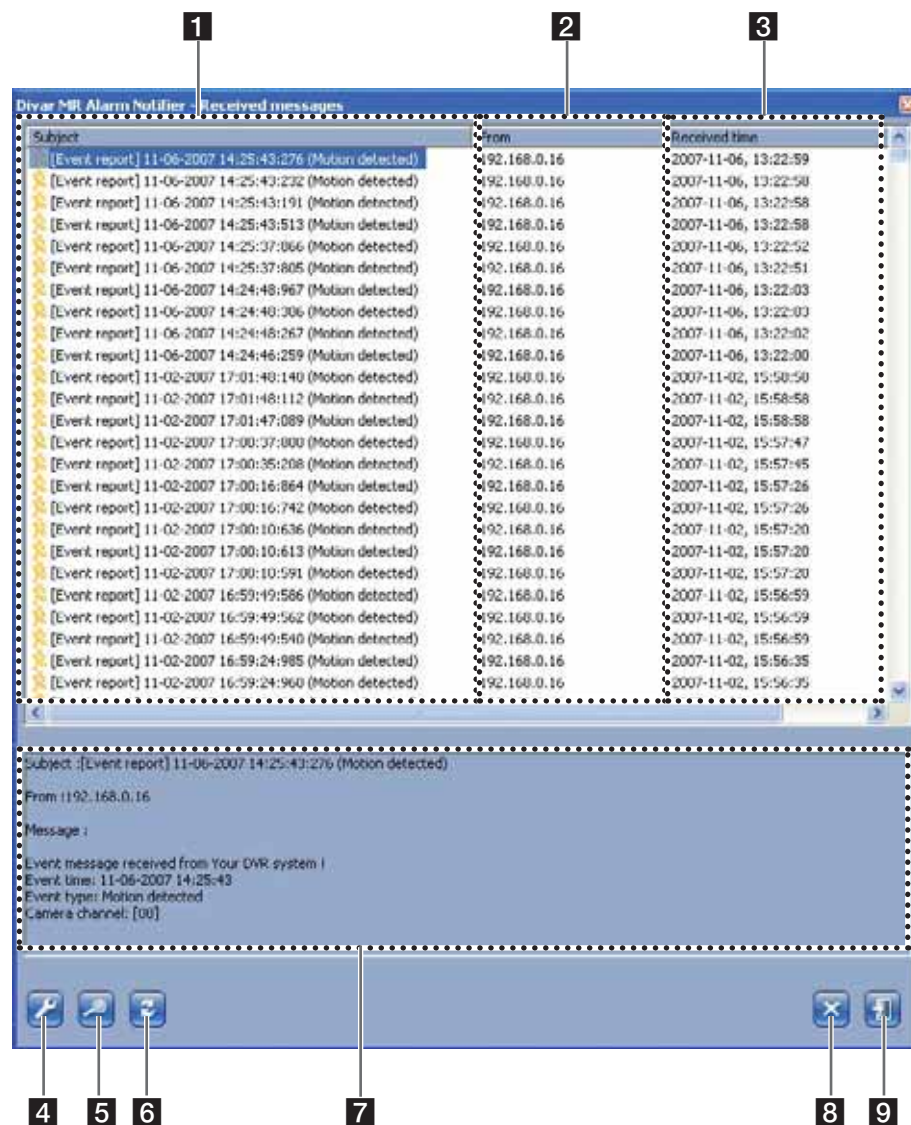 1 2 3
Divar MR Alarm Notifier - Received messages
Subject From Received time
[Event report] 11-06-2007 14:25:43:276 (Motion detected) 192.168.0.16 2007-11-06, 13:22:59
[Event report] 11-06-2007 14:25:43:232 (Motion detected) 192.168.0.16 2007-11-06, 13:22:58
[Event report] 11-06-2007 14:25:43:191 (Motion detected) 192.168.0.16 2007-11-06, 13:22:58
[Event report] 11-06-2007 14:25:43:513 (Motion detected) 192.168.0.16 2007-11-06, 13:22:58
[Event report] 11-06-2007 14:25:37:866 (Motion detected) 192.168.0.16 2007-11-06, 13:22:52
[Event report] 11-06-2007 14:25:37:805 (Motion detected) 192.168.0.16 2007-11-06, 13:22:51
[Event report] 11-06-2007 14:24:48:967 (Motion detected) 192.168.0.16 2007-11-06, 13:22:03
[Event report] 11-06-2007 14:24:48:306 (Motion detected) 192.168.0.16 2007-11-06, 13:22:03
[Event report] 11-06-2007 14:24:48:267 (Motion detected) 192.168.0.16 2007-11-06, 13:22:02
[Event report] 11-06-2007 14:24:46:259 (Motion detected) 192.168.0.16 2007-11-06, 13:22:00
[Event report] 11-02-2007 17:01:48:140 (Motion detected) 192.168.0.16 2007-11-02, 15:58:58
[Event report] 11-02-2007 17:01:48:112 (Motion detected) 192.168.0.16 2007-11-02, 15:58:58
[Event report] 11-02-2007 17:01:47:089 (Motion detected) 192.168.0.16 2007-11-02, 15:58:58
[Event report] 11-02-2007 17:00:37:800 (Motion detected) 192.168.0.16 2007-11-02, 15:57:47
[Event report] 11-02-2007 17:00:35:208 (Motion detected) 192.168.0.16 2007-11-02, 15:57:45
[Event report] 11-02-2007 17:00:16:864 (Motion detected) 192.168.0.16 2007-11-02, 15:57:26
[Event report] 11-02-2007 17:00:16:742 (Motion detected) 192.168.0.16 2007-11-02, 15:57:26
[Event report] 11-02-2007 17:00:10:636 (Motion detected) 192.168.0.16 2007-11-02, 15:57:20
[Event report] 11-02-2007 17:00:10:613 (Motion detected) 192.168.0.16 2007-11-02, 15:57:20
[Event report] 11-02-2007 17:00:10:591 (Motion detected) 192.168.0.16 2007-11-02, 15:57:20
[Event report] 11-02-2007 16:59:49:586 (Motion detected) 192.168.0.16 2007-11-02, 15:56:59
[Event report] 11-02-2007 16:59:49:562 (Motion detected) 192.168.0.16 2007-11-02, 15:56:59
[Event report] 11-02-2007 16:59:49:540 (Motion detected) 192.168.0.16 2007-11-02, 15:56:59
[Event report] 11-02-2007 16:59:24:985 (Motion detected) 192.168.0.16 2007-11-02, 15:56:35
[Event report] 11-02-2007 16:59:24:960 (Motion detected) 192.168.0.16 2007-11-02, 15:56:35
Subject :[Event report] 11-06-2007 14:25:43:276 (Motion detected)
From :192.168.0.16
Message :
Event message received from Your DVR system !
Event time: 11-06-2007 14:25:43
Event type: Motion detected
Camera channel: [00]
4 5 6 7 8 9